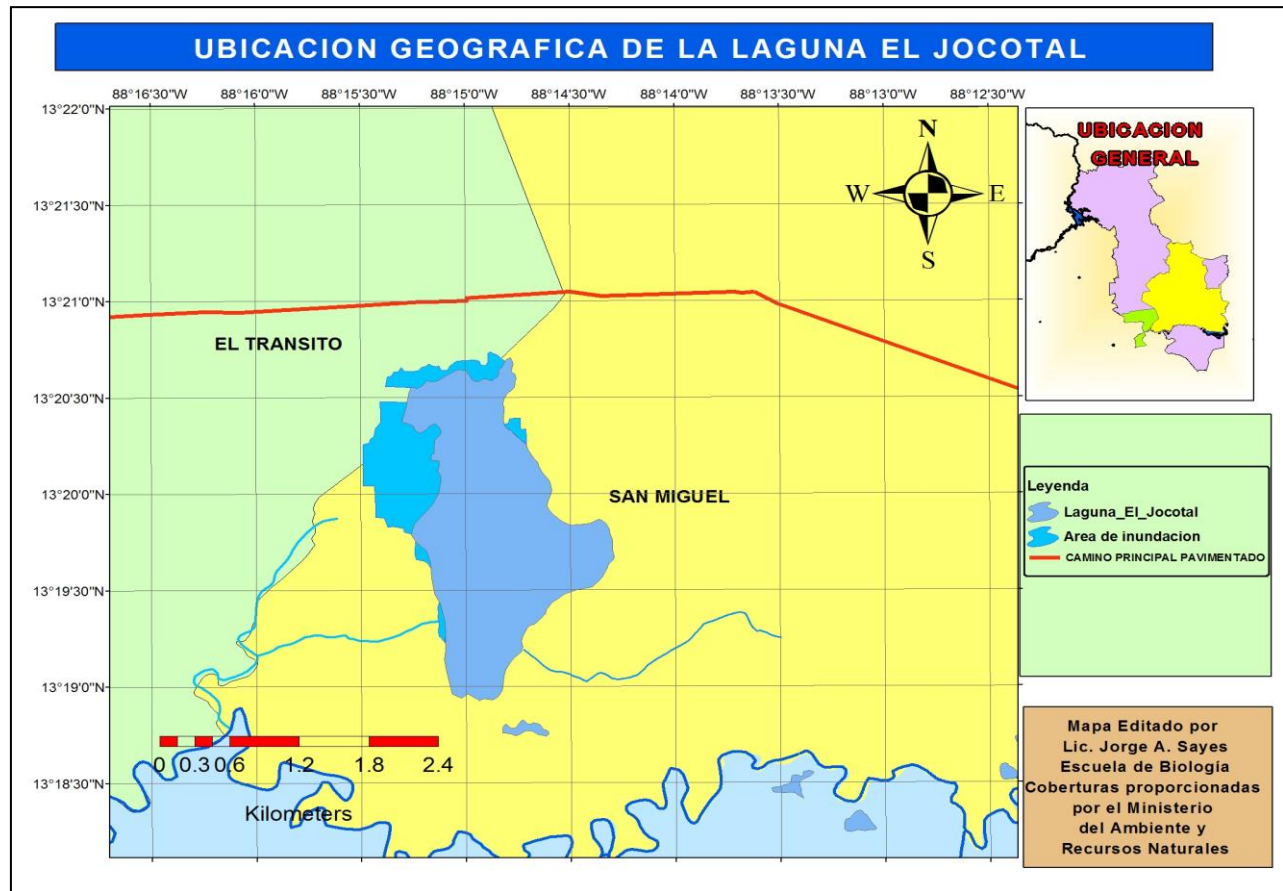 UBICACION GEOGRAFICA DE LA LAGUNA EL JOCOTAL
88°16'30"W 88°16'0"W 88°15'30"W 88°15'0"W 88°14'30"W 88°14'0"W 88°13'30"W 88°13'0"W 88°12'30"W
13°22'0"N
13°21'30"N
13°21'0"N
13°20'30"N
13°20'0"N
13°19'30"N
13°19'0"N
13°18'30"N
N
W E
S
EL TRANSITO
SAN MIGUEL
0 0.3 0.6 1.2 1.8 2.4
Kilometers
UBICACION
GENERAL
Leyenda
Laguna_El_Jocotal
Area de inundacion
CAMINO PRINCIPAL PAVIMENTADO
Mapa Editado por
Lic. Jorge A. Sayes
Escuela de Biología
Coberturas proporcionadas
por el Ministerio
del Ambiente y
Recursos Naturales